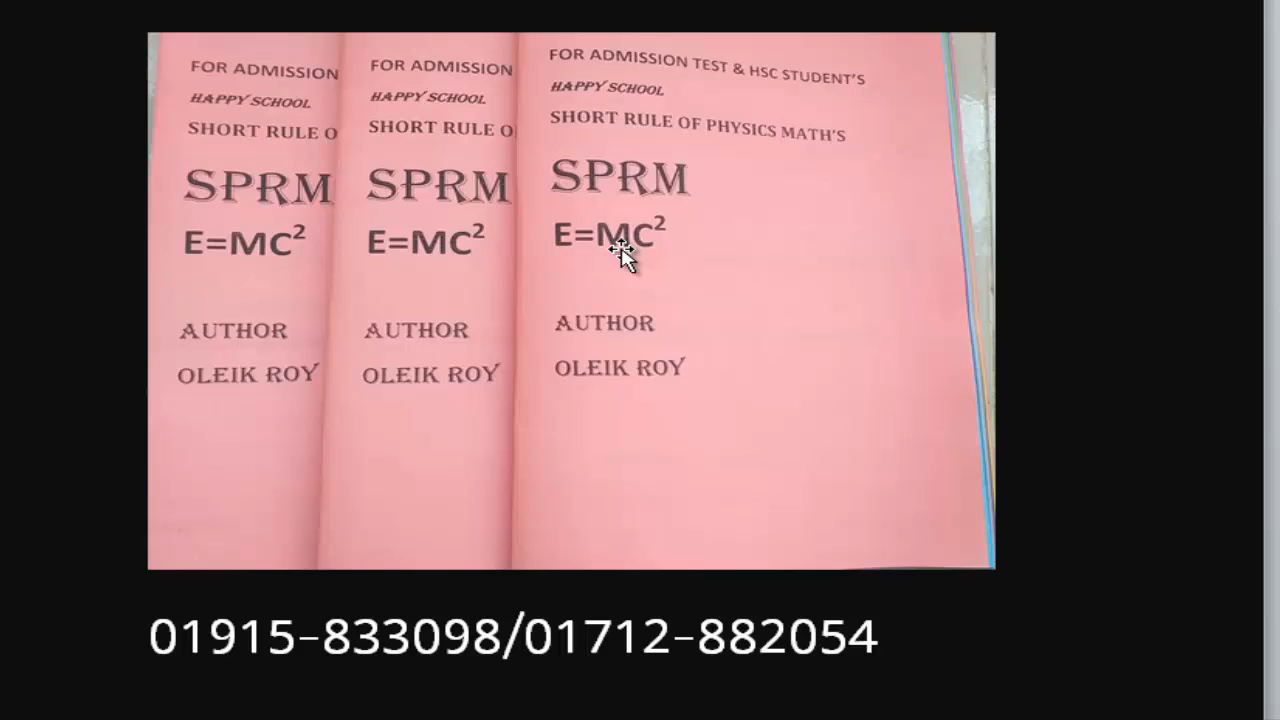 FOR ADMISSION
HAPPY SCHOOL
SHORT RULE O
SPRM
E=MC²
AUTHOR
OLEIK ROY
FOR ADMISSION
HAPPY SCHOOL
SHORT RULE O
SPRM
E=MC²
AUTHOR
OLEIK ROY
FOR ADMISSION TEST & HSC STUDENT'S
HAPPY SCHOOL
SHORT RULE OF PHYSICS MATH'S
SPRM
E=MC²
AUTHOR
OLEIK ROY
01915-833098/01712-882054